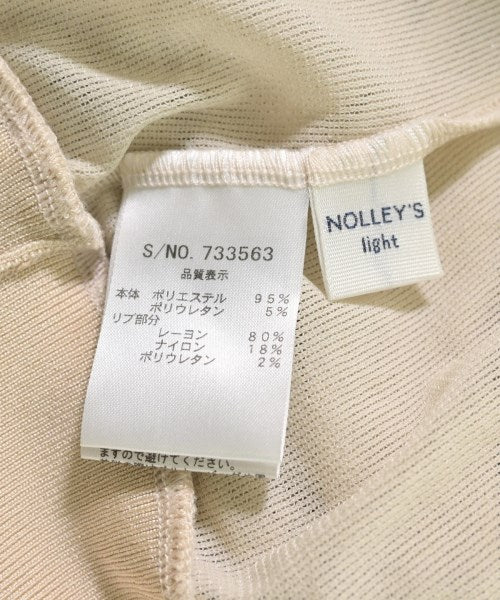 S/NO. 733563
品質表示
本体 ポリエステル 95%
ポリウレタン 5%
リブ部分
レーヨン 80%
ナイロン 18%
ポリウレタン 2%
ますので避けてください。
NOLLEY'S
light